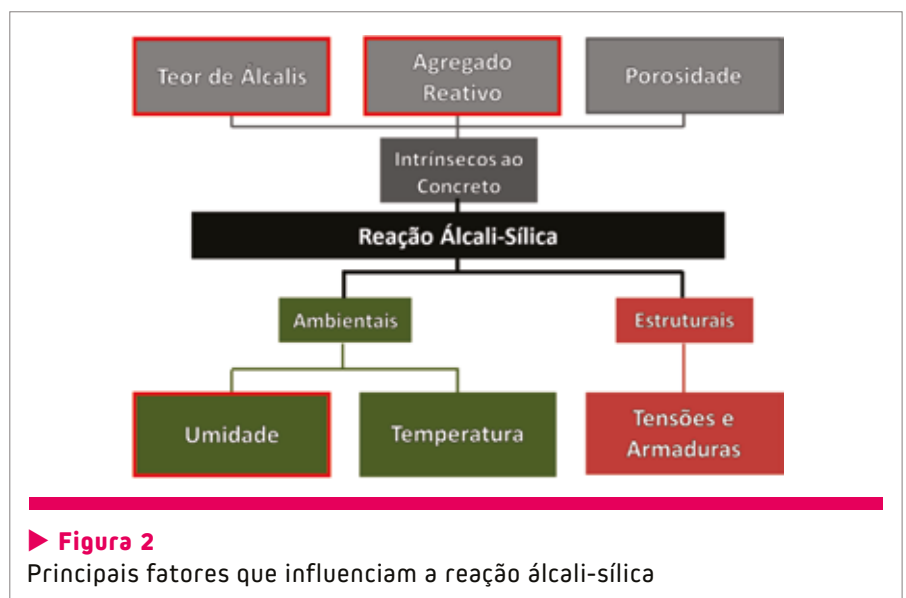 Teor de Álcalis
Agregado
Reativo
Porosidade
Intrínsecos ao
Concreto
Reação Álcali-Sílica
Ambientais
Estruturais
Umidade
Temperatura
Tensões e
Armaduras
▶ Figura 2
Principais fatores que influenciam a reação álcali-sílica